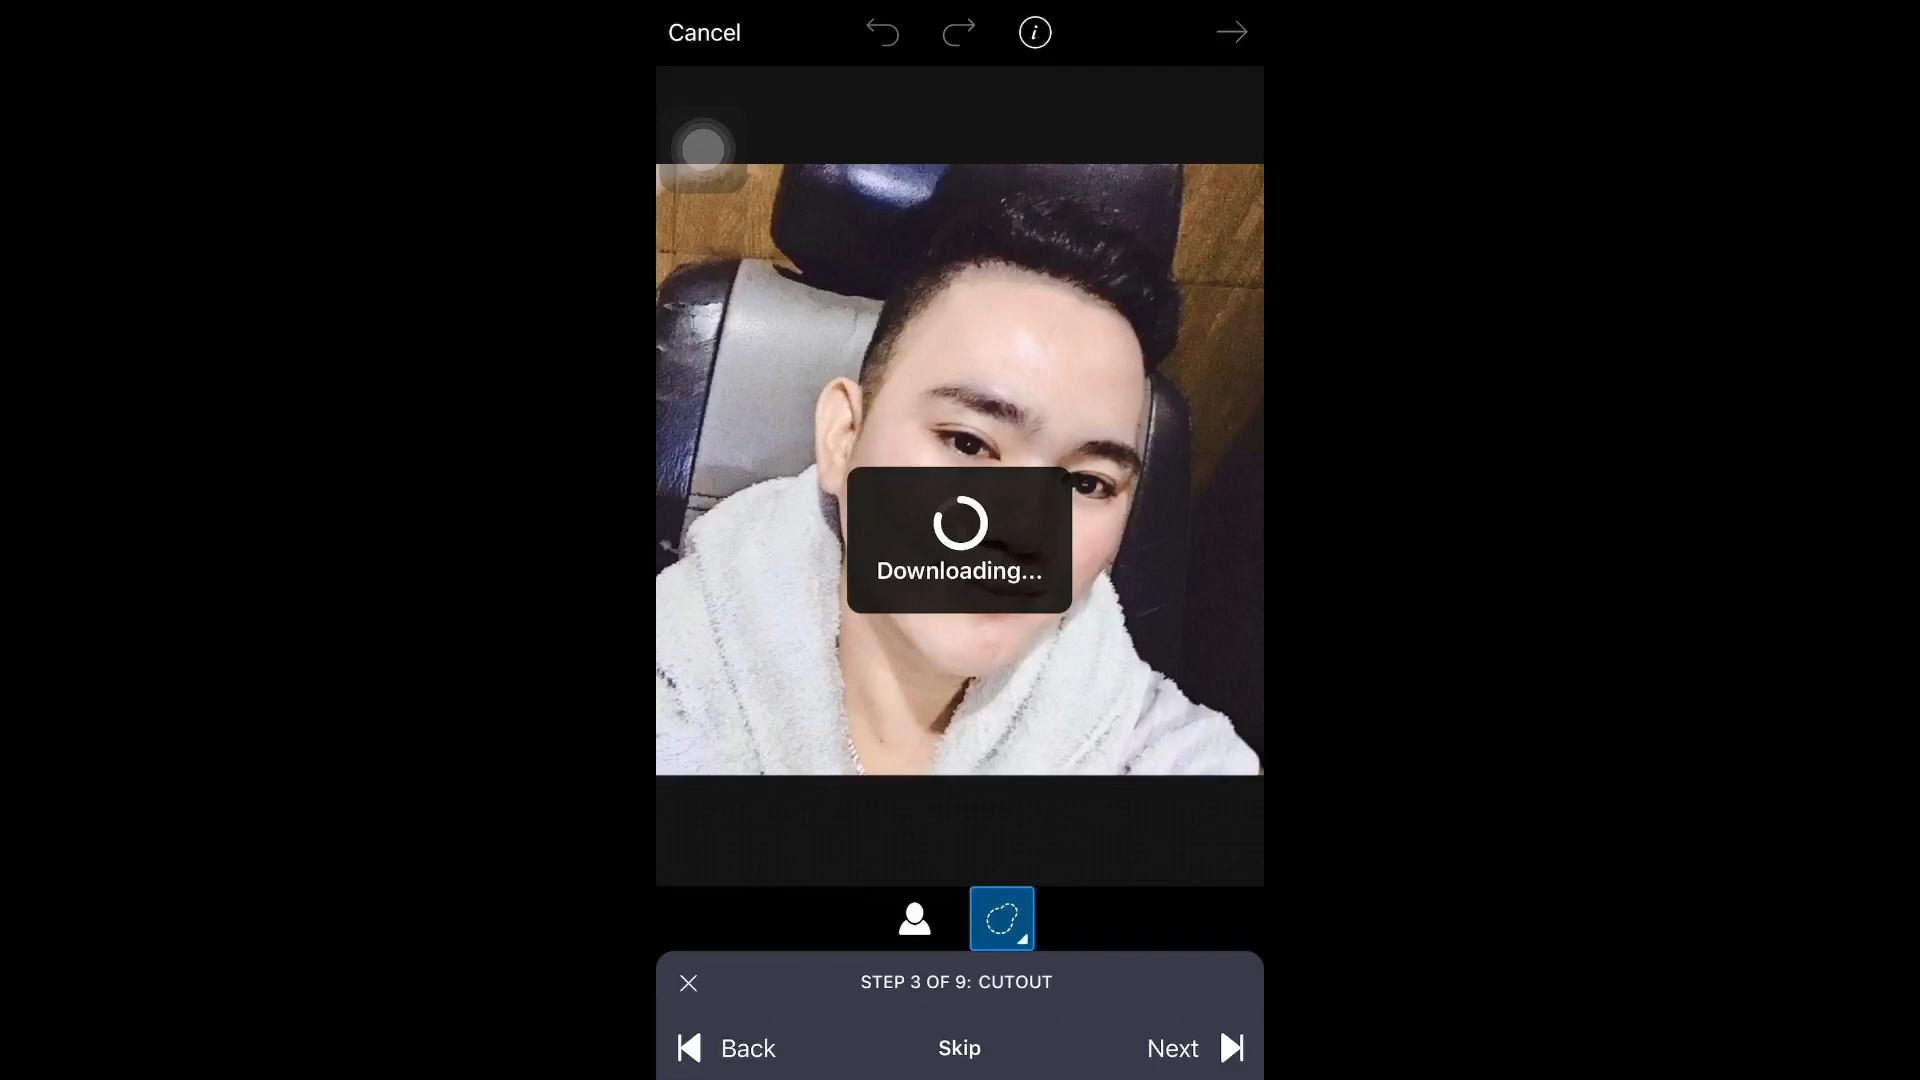 Cancel
Downloading...
STEP 3 OF 9: CUTOUT
Back
Skip
Next